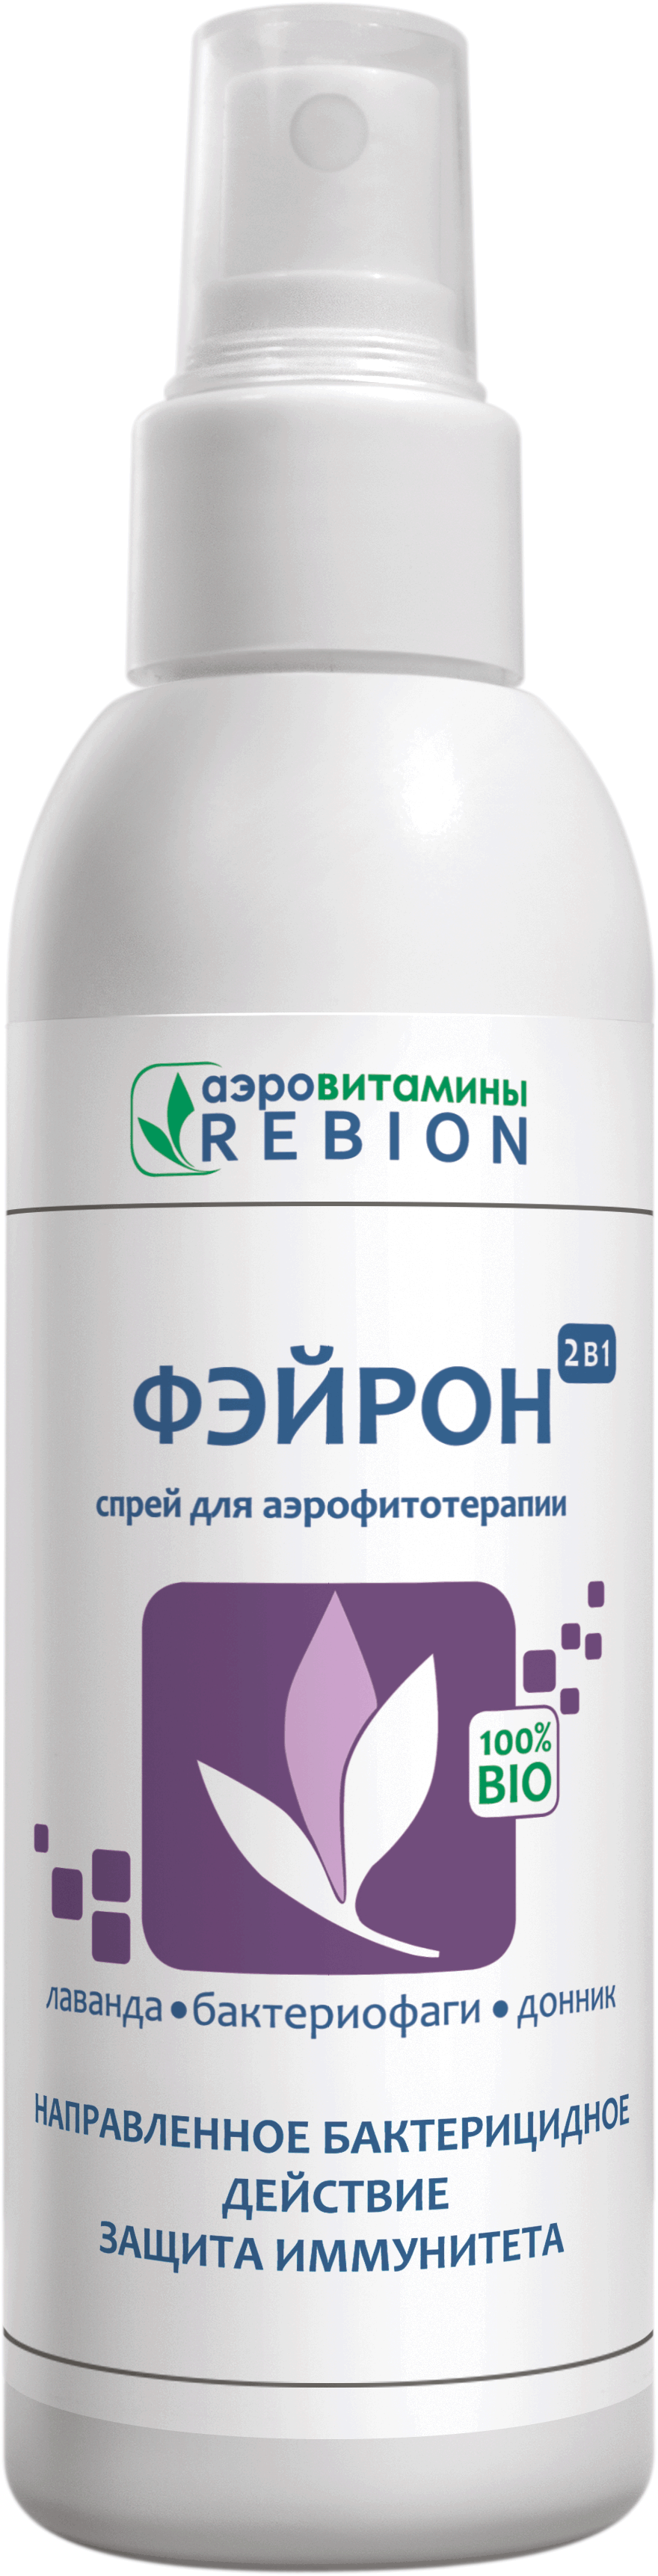 аэровитамины
REBION
ФЭЙРОН 2В1
спрей для аэрофитотерапии
100%
BIO
лаванда • бактериофаги • донник
НАПРАВЛЕННОЕ БАКТЕРИЦИДНОЕ
ДЕЙСТВИЕ
ЗАЩИТА ИММУНИТЕТА